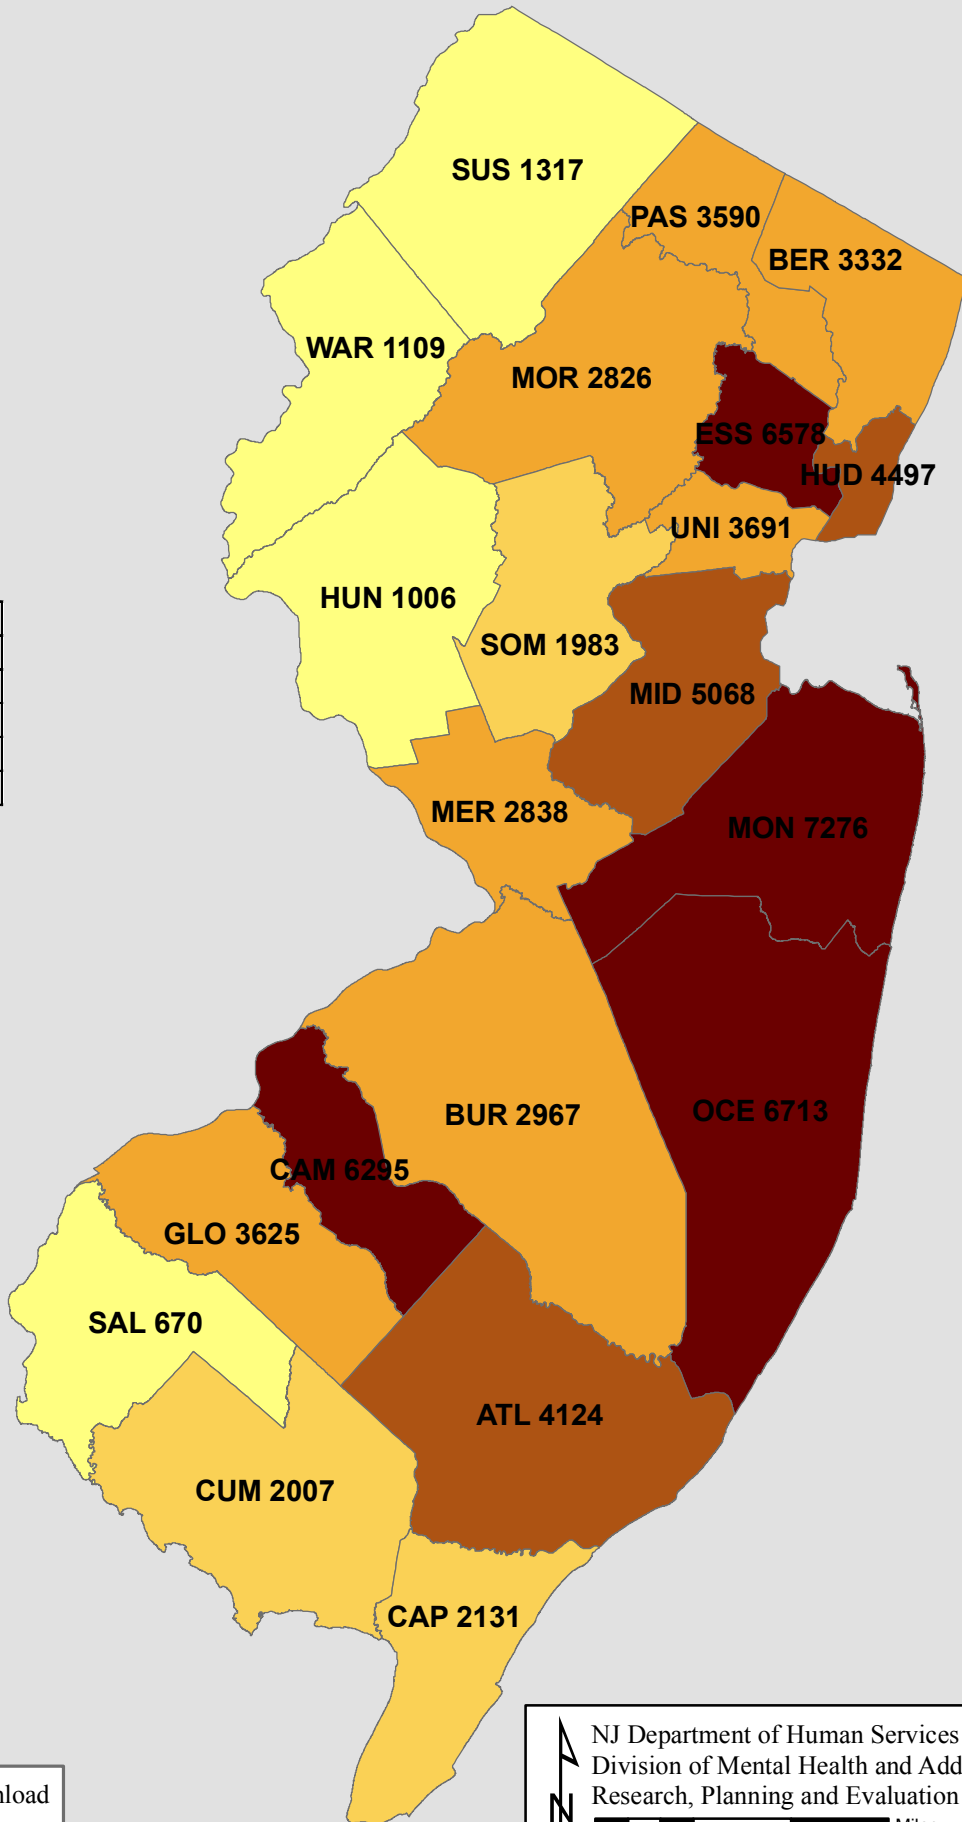 SUS 1317
PAS 3590
BER 3332
WAR 1109
MOR 2826
ESS 6578
HUD 4497
UNI 3691
HUN 1006
SOM 1983
MID 5068
MER 2838
MON 7276
BUR 2967
OCE 6713
CAM 6295
GLO 3625
SAL 670
ATL 4124
CUM 2007
CAP 2131
NJ Department of Human Services
Division of Mental Health and Add
Research, Planning and Evaluation
N
nload